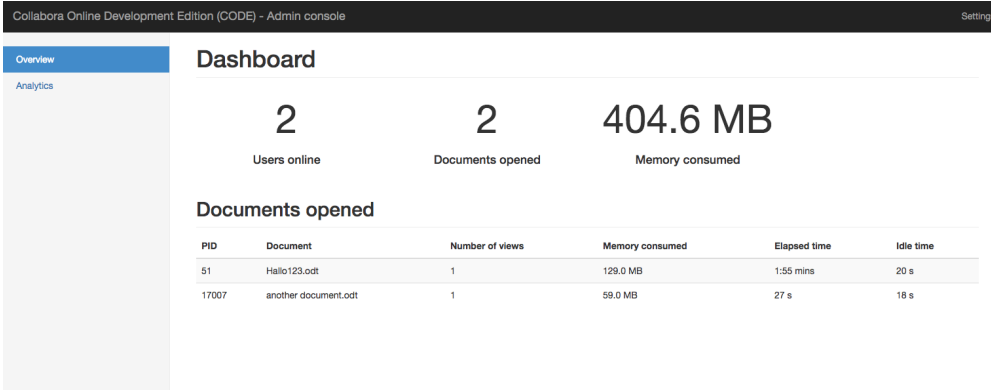 Collabora Online Development Edition (CODE) - Admin console Setting
Overview
Analytics
Dashboard
2 2 404.6 MB
Users online Documents opened Memory consumed
Documents opened
PID Document Number of views Memory consumed Elapsed time Idle time
51 Hallo123.odt 1 129.0 MB 1:55 mins 20 s
17007 another document.odt 1 59.0 MB 27 s 18 s